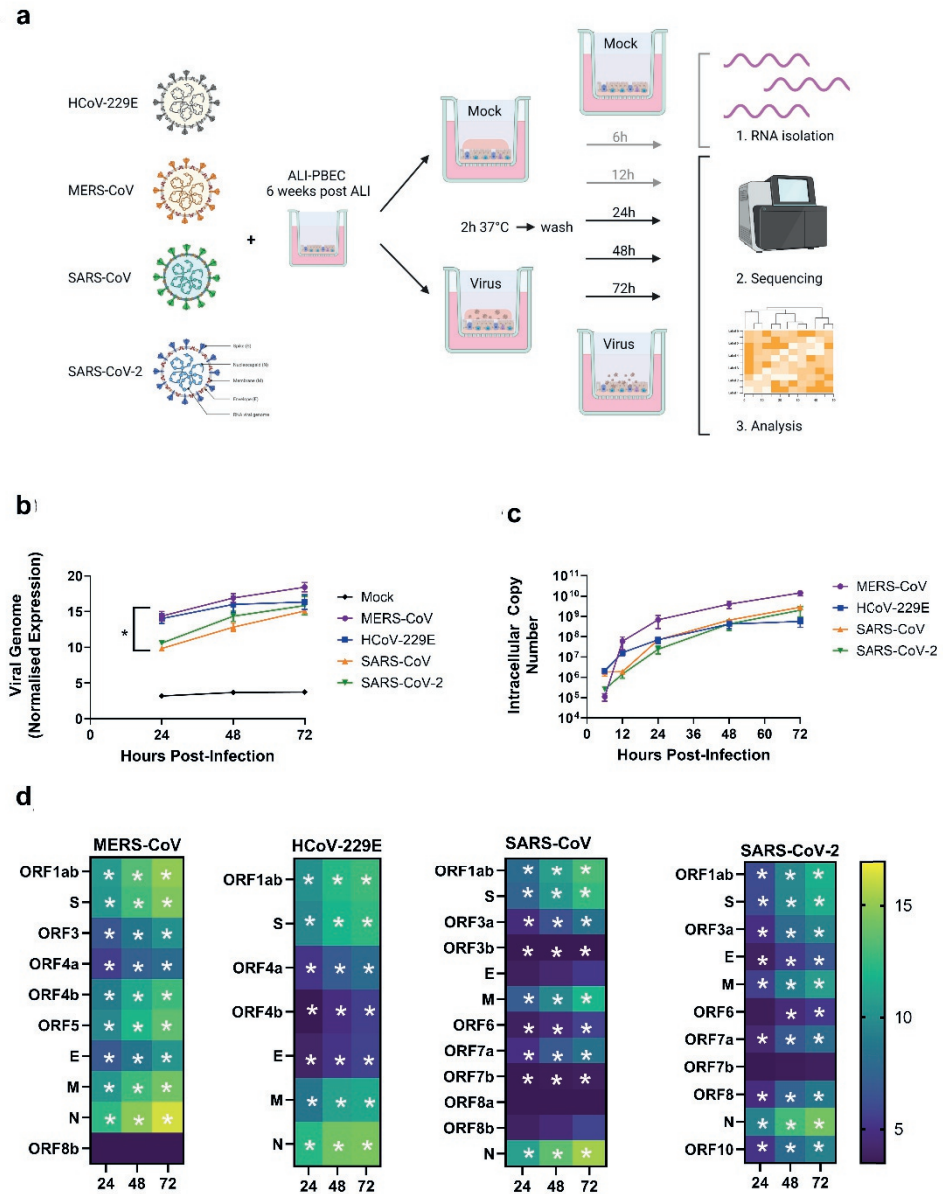 a
HCoV-229E
MERS-CoV
SARS-CoV
SARS-CoV-2
Spike (S)
Nucleocapsid (N)
Membrane (M)
Envelope (E)
RNA viral genome
+
ALI-PBEC
6 weeks post ALI
Mock
2h 37°C
wash
Virus
Mock
6h
12h
24h
48h
72h
Virus
1. RNA isolation
2. Sequencing
3. Analysis
b
Viral Genome
(Normalised Expression)
20
15
10
5
0
*
0
24
48
72
Hours Post-Infection
Mock
MERS-CoV
HCoV-229E
SARS-CoV
SARS-CoV-2
c
Intracellular Copy
Number
10¹¹
10¹⁰
10⁹
10⁸
10⁷
10⁶
10⁵
10⁴
0
12
24
36
48
60
72
Hours Post-Infection
MERS-CoV
HCoV-229E
SARS-CoV
SARS-CoV-2
d
MERS-CoV
ORF1ab * * *
S * * *
ORF3 * * *
ORF4a * * *
ORF4b * * *
ORF5 * * *
E * * *
M * * *
N * * *
ORF8b
24 48 72
HCoV-229E
ORF1ab * * *
S * * *
ORF4a * * *
ORF4b * * *
E * * *
M * * *
N * * *
24 48 72
SARS-CoV
ORF1ab * * *
S * * *
ORF3a * * *
ORF3b * * *
E
M * * *
ORF6 * * *
ORF7a * * *
ORF7b * * *
ORF8a
ORF8b
N * * *
24 48 72
SARS-CoV-2
ORF1ab * * *
S * * *
ORF3a * * *
E * * *
M * * *
ORF6 * *
ORF7a * * *
ORF7b
ORF8 * * *
N * * *
ORF10 * * *
24 48 72
15
10
5